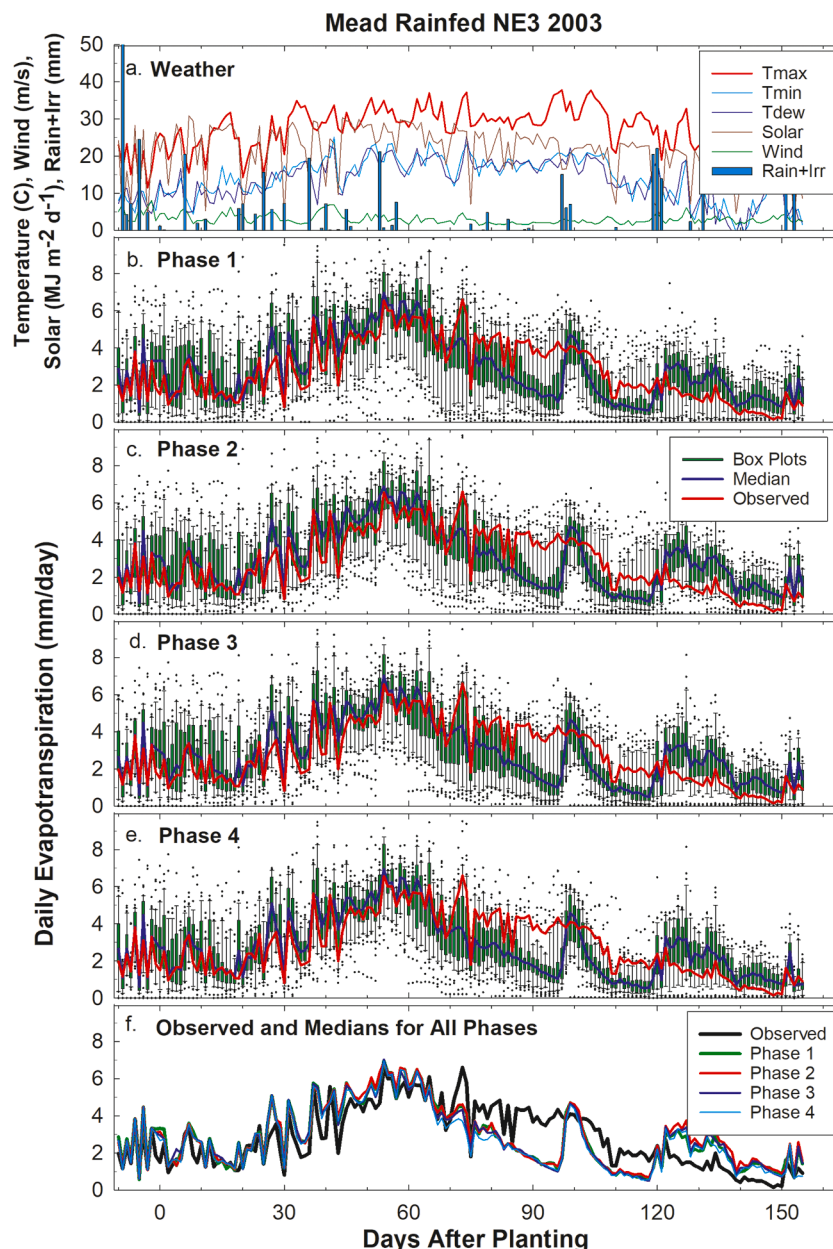 Mead Rainfed NE3 2003
Temperature (C), Wind (m/s),
Solar (MJ m⁻² d⁻¹), Rain+Irr (mm)
50
40
30
20
10
0
a. Weather
Tmax
Tmin
Tdew
Solar
Wind
Rain+Irr
Daily Evapotranspiration (mm/day)
b. Phase 1
8
6
4
2
0
c. Phase 2
8
6
4
2
0
Box Plots
Median
Observed
d. Phase 3
8
6
4
2
0
e. Phase 4
8
6
4
2
0
f. Observed and Medians for All Phases
8
6
4
2
0
Observed
Phase 1
Phase 2
Phase 3
Phase 4
0 30 60 90 120 150
Days After Planting